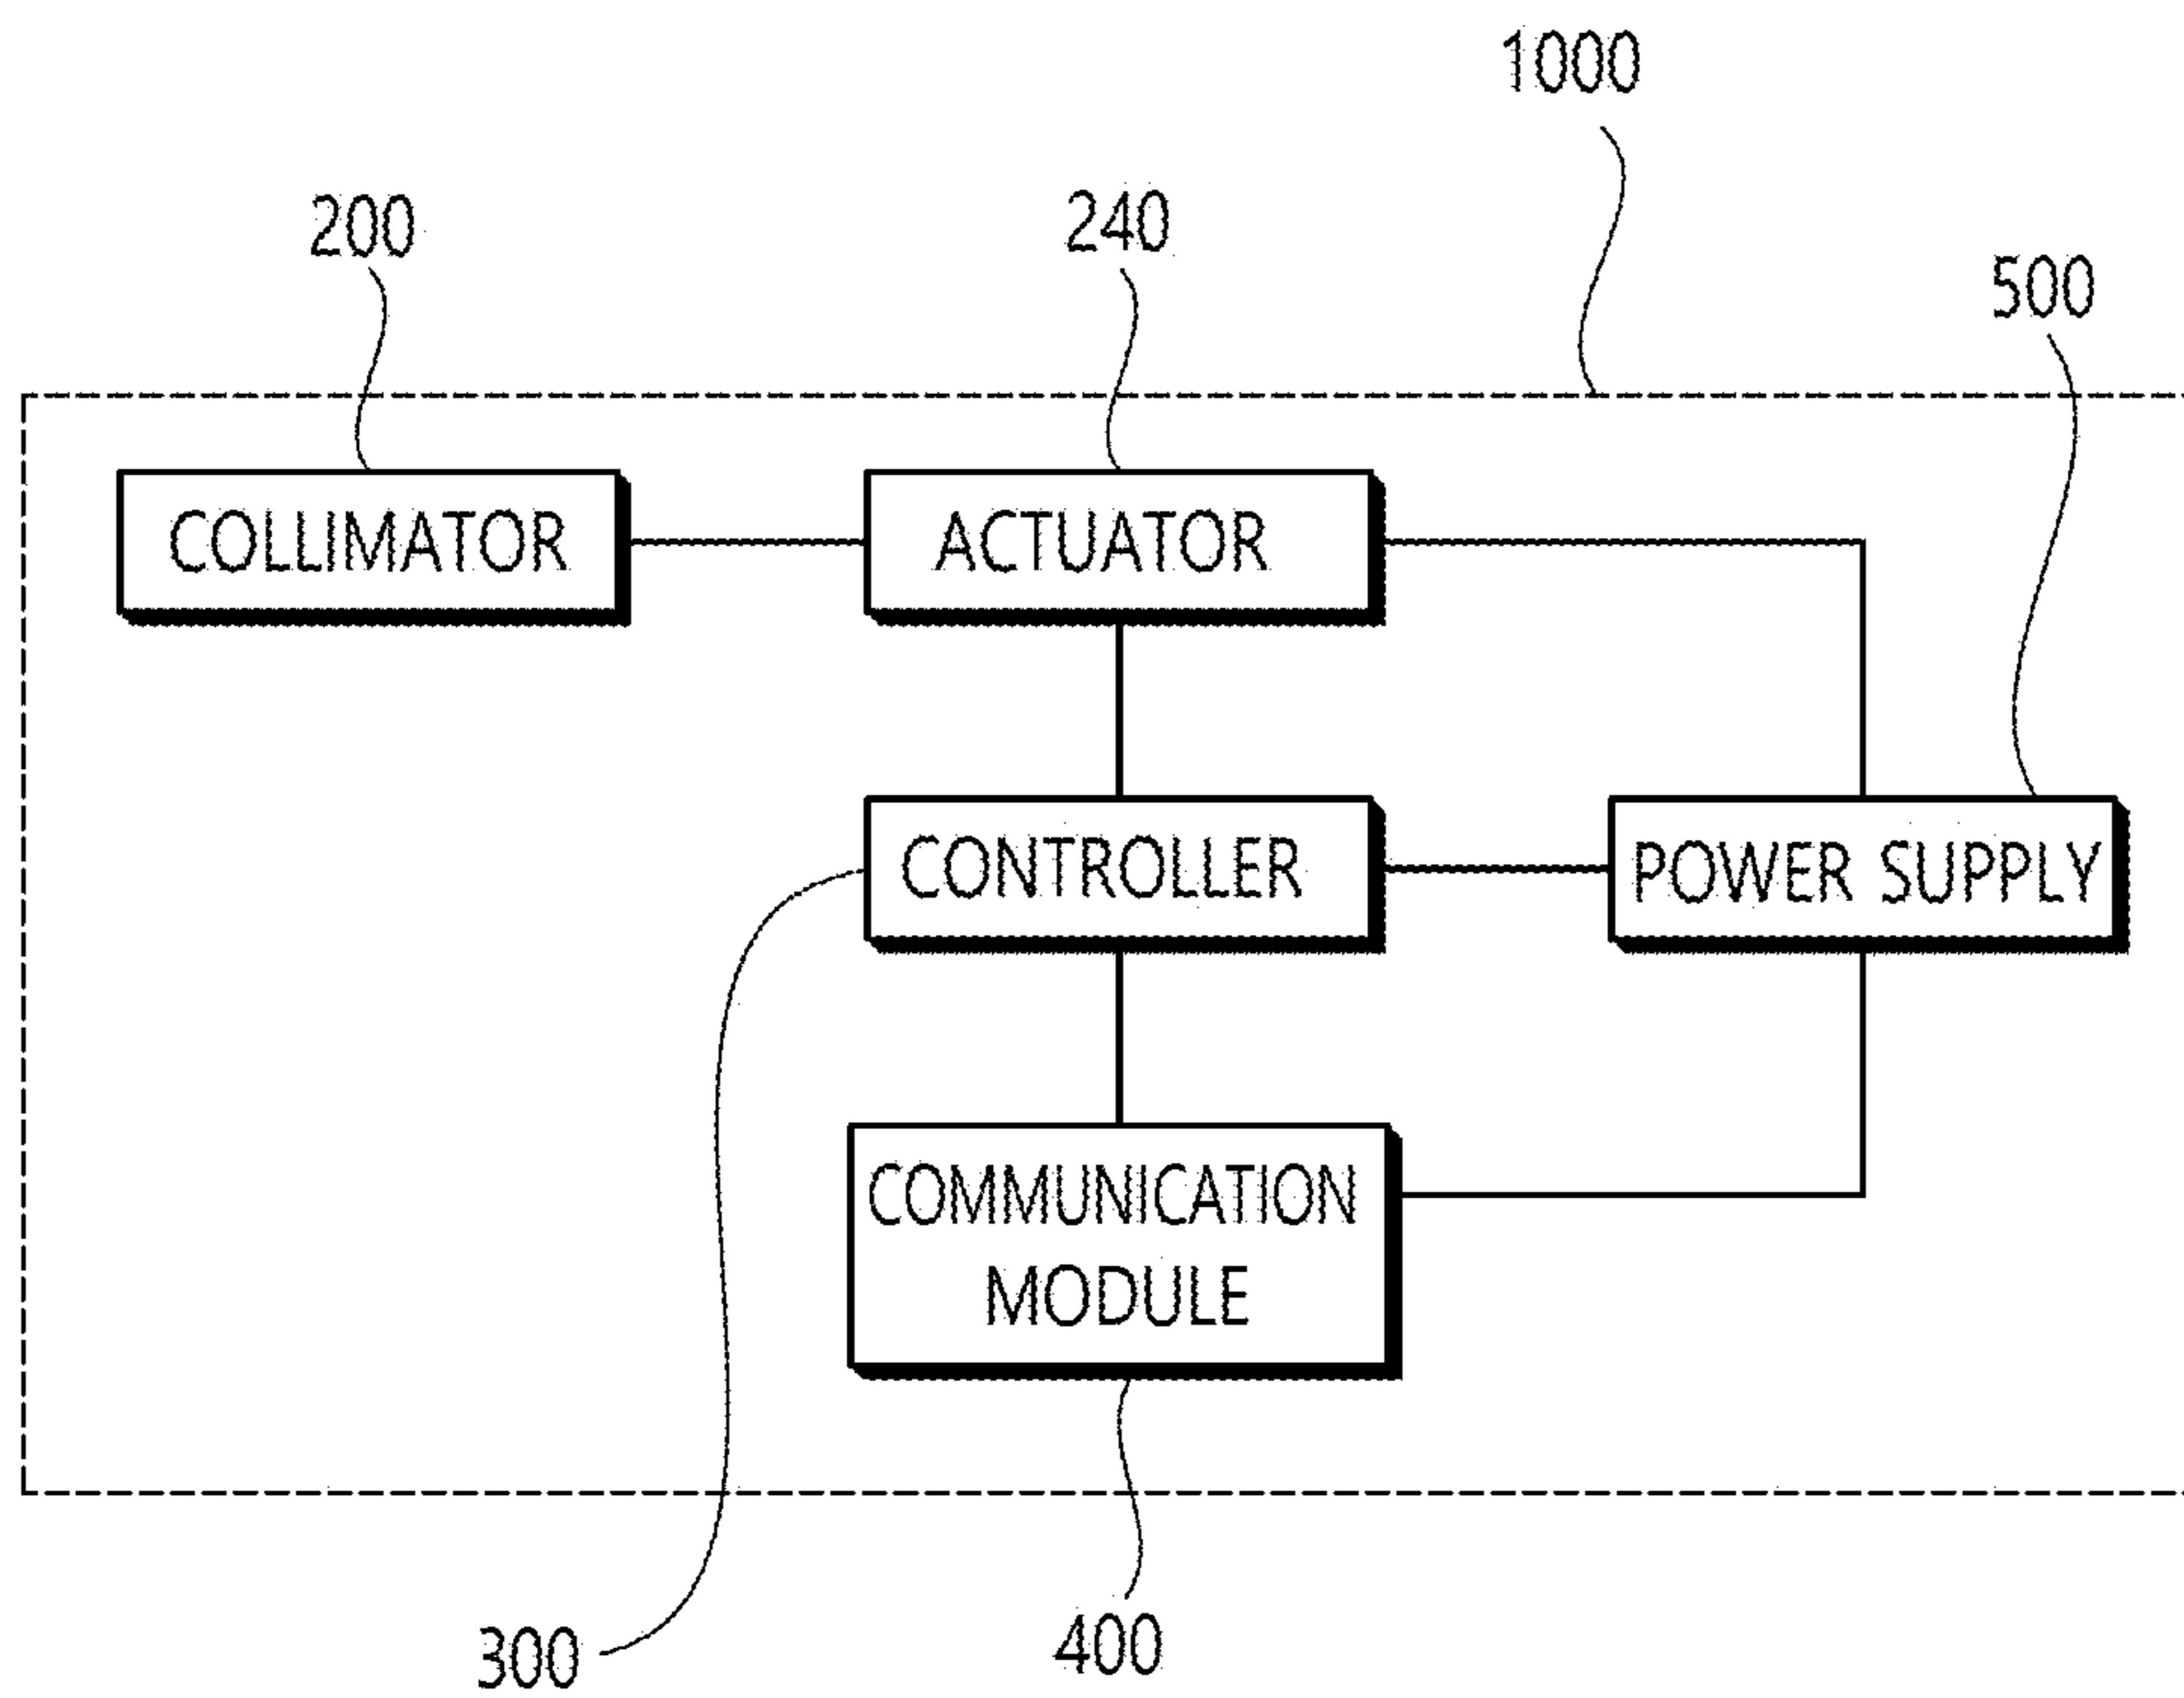 1000
200
240
500
COLLIMATOR
ACTUATOR
CONTROLLER
POWER SUPPLY
COMMUNICATION
MODULE
300
400